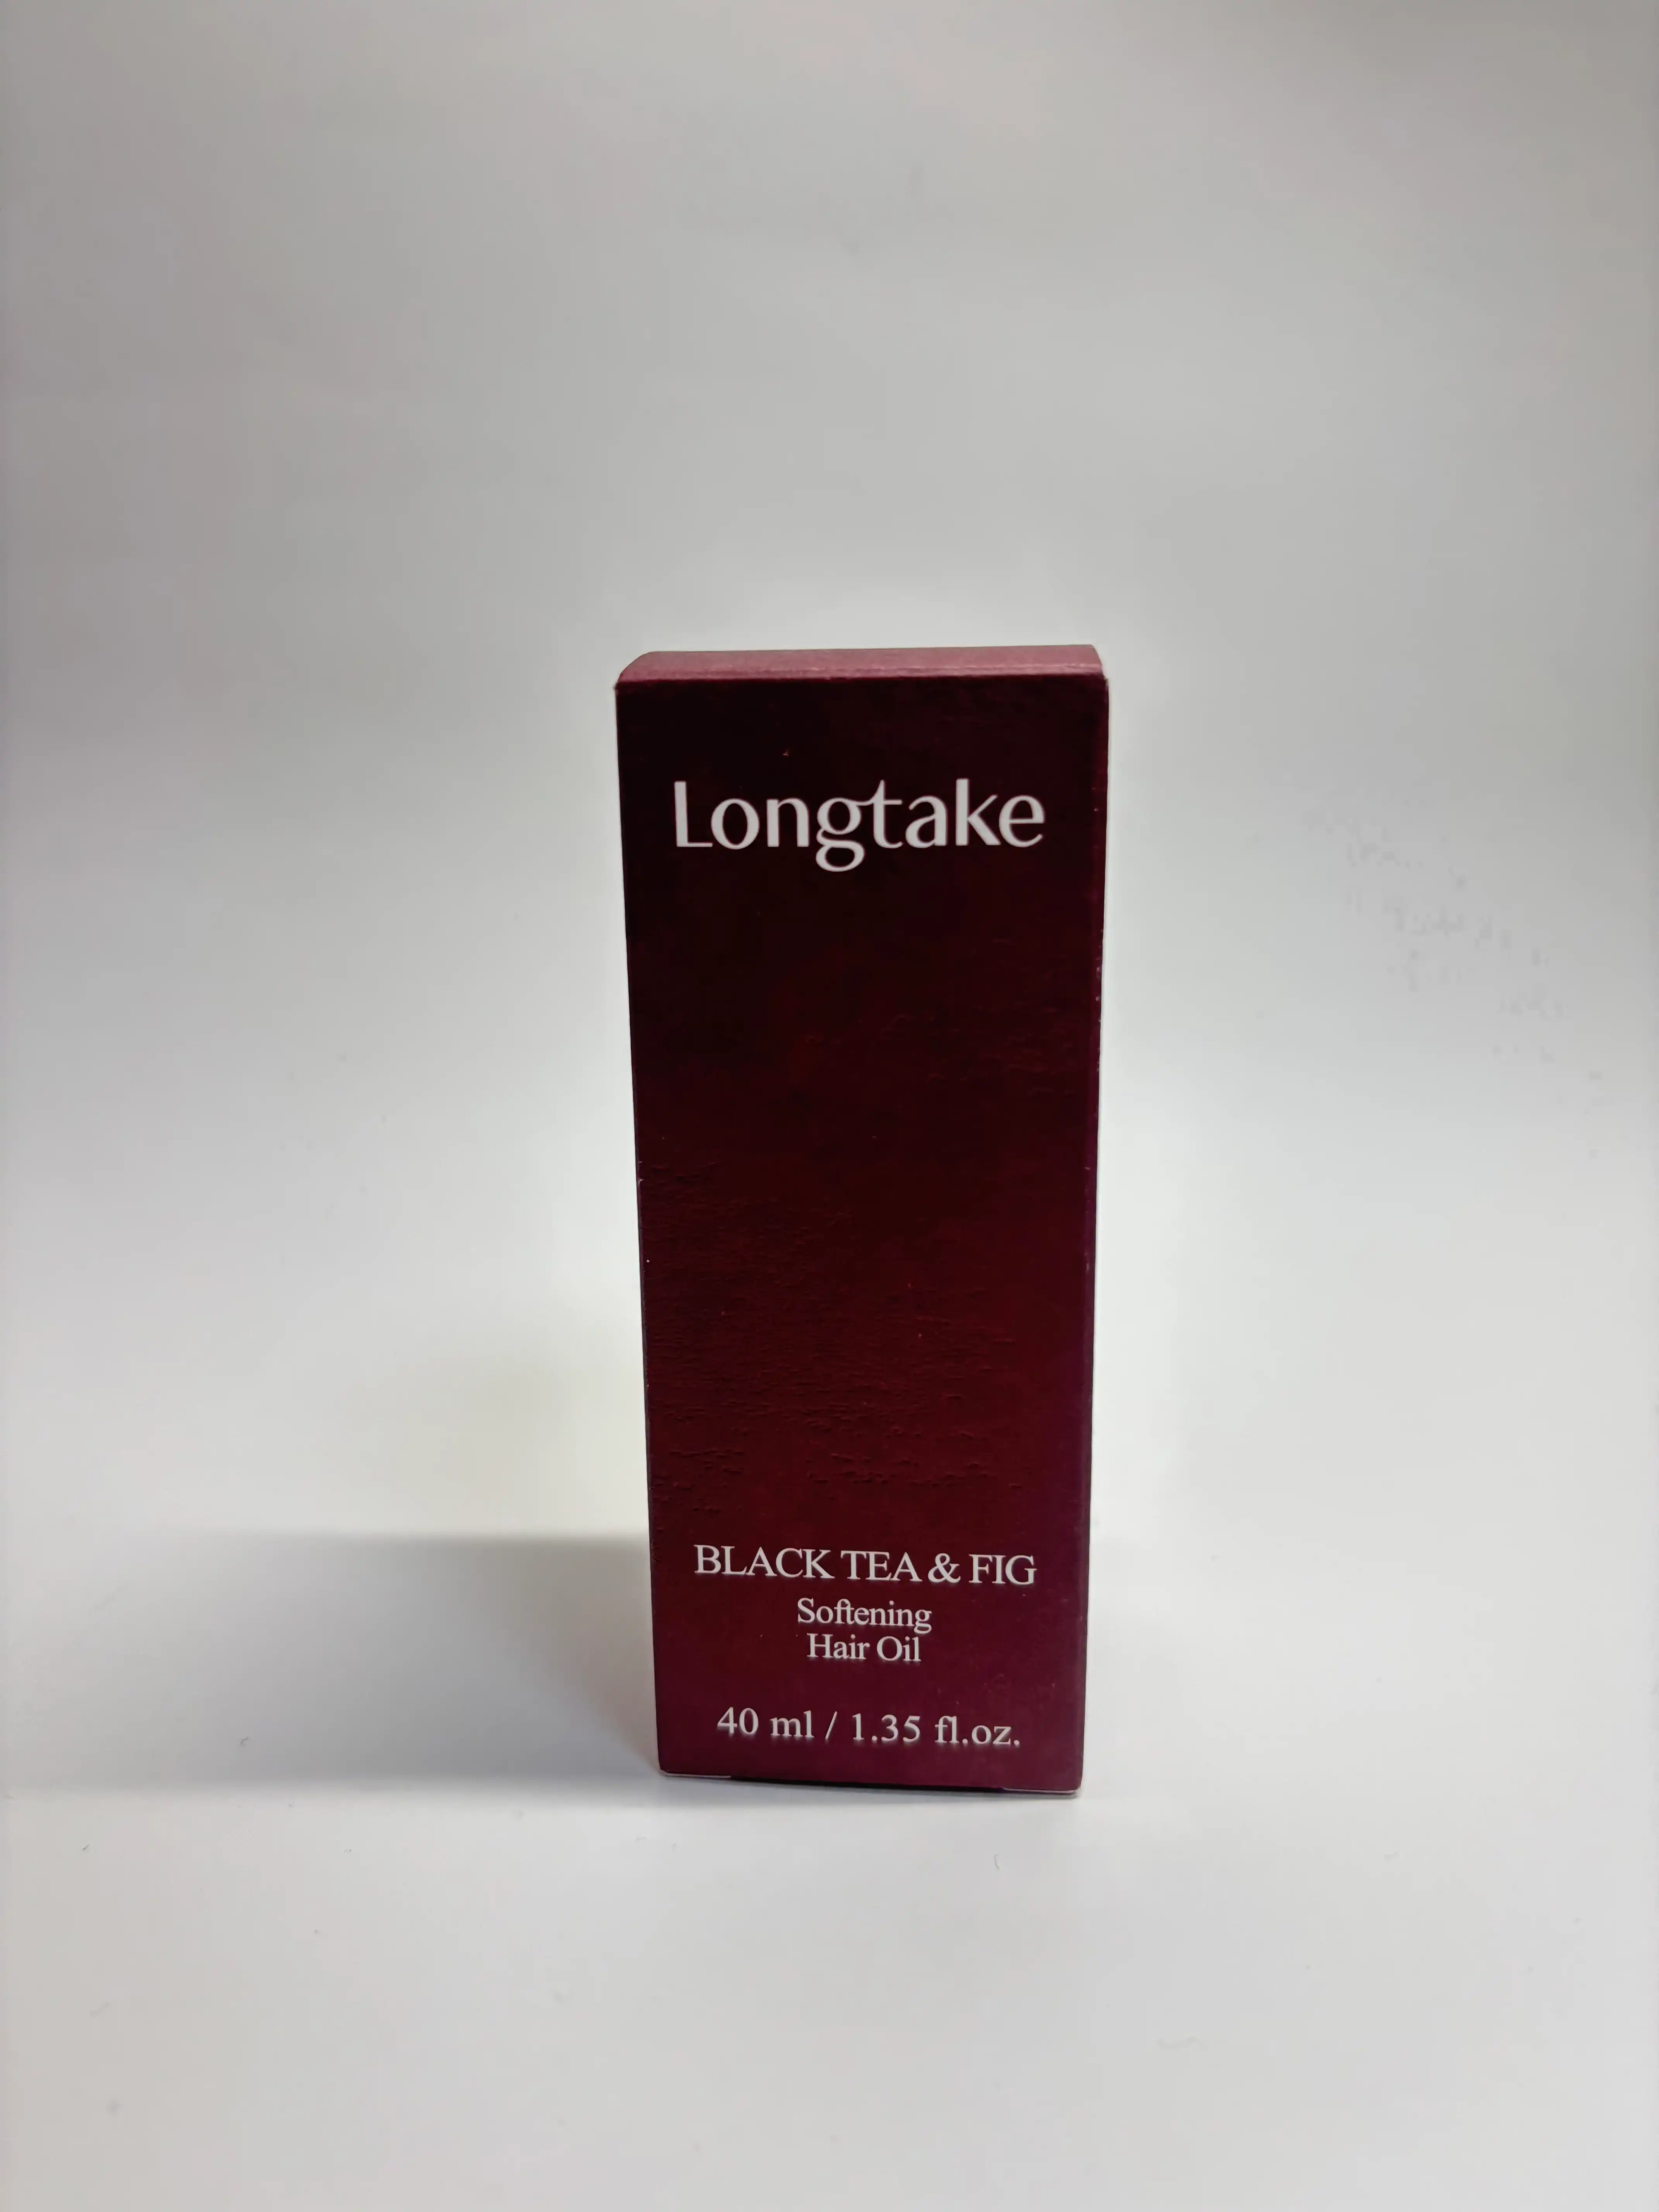 Longtake
BLACK TEA & FIG
Softening
Hair Oil
40 ml / 1.35 fl.oz.